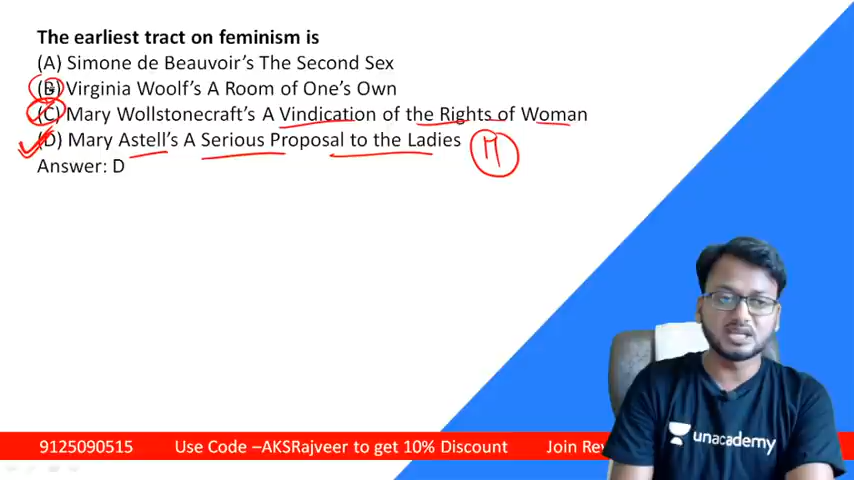 The earliest tract on feminism is
(A) Simone de Beauvoir's The Second Sex
(B) Virginia Woolf's A Room of One's Own
(C) Mary Wollstonecraft's A Vindication of the Rights of Woman
(D) Mary Astell's A Serious Proposal to the Ladies
Answer: D
unacademy
9125090515 Use Code –AKSRajveer to get 10% Discount Join